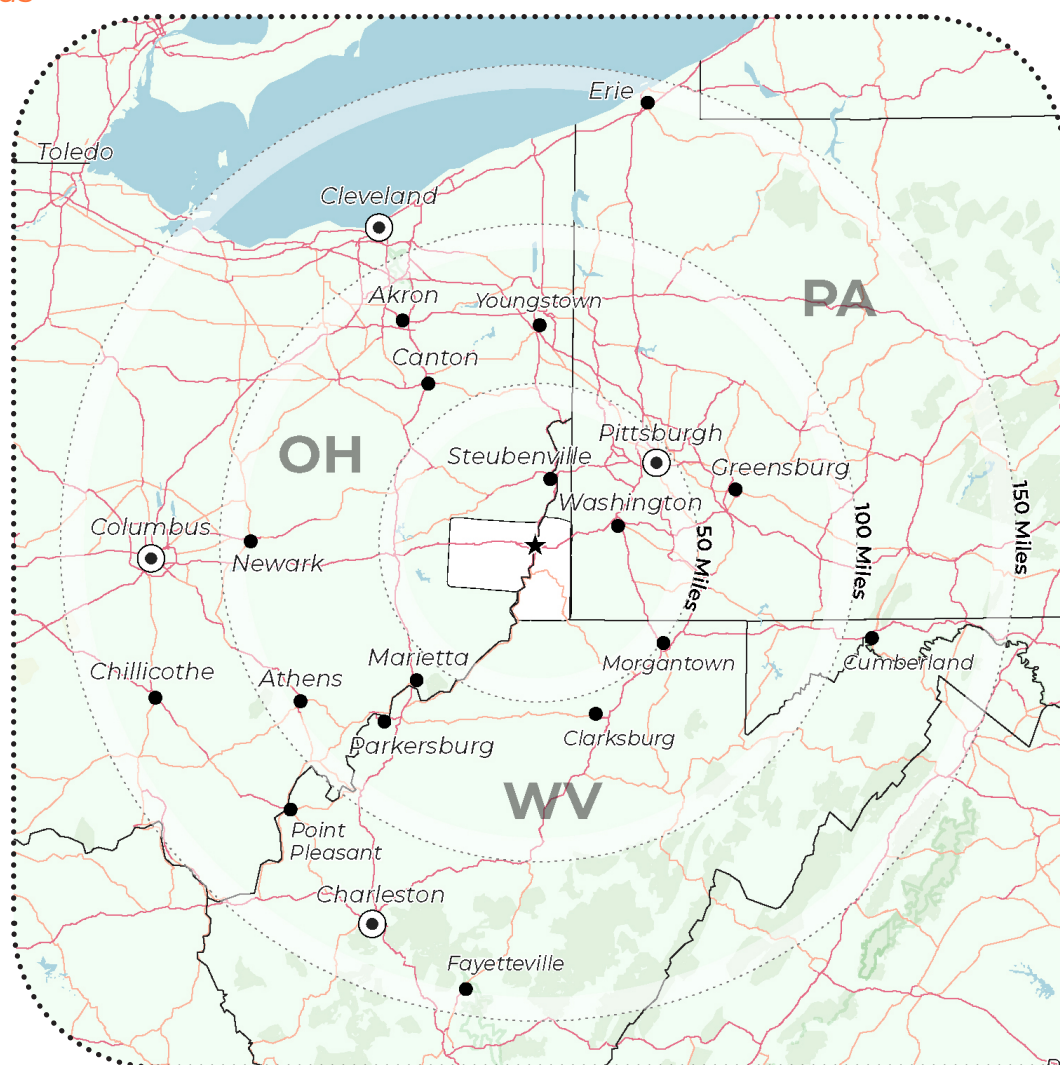 Erie
Toledo
Cleveland
PA
Akron
Youngstown
Canton
OH
Pittsburgh
Steubenville
Greensburg
Washington
150 Miles
100 Miles
50 Miles
Columbus
Newark
Marietta
Morgantown
Cumberland
Chillicothe
Athens
Parkersburg
Clarksburg
WV
Point
Pleasant
Charleston
Fayetteville